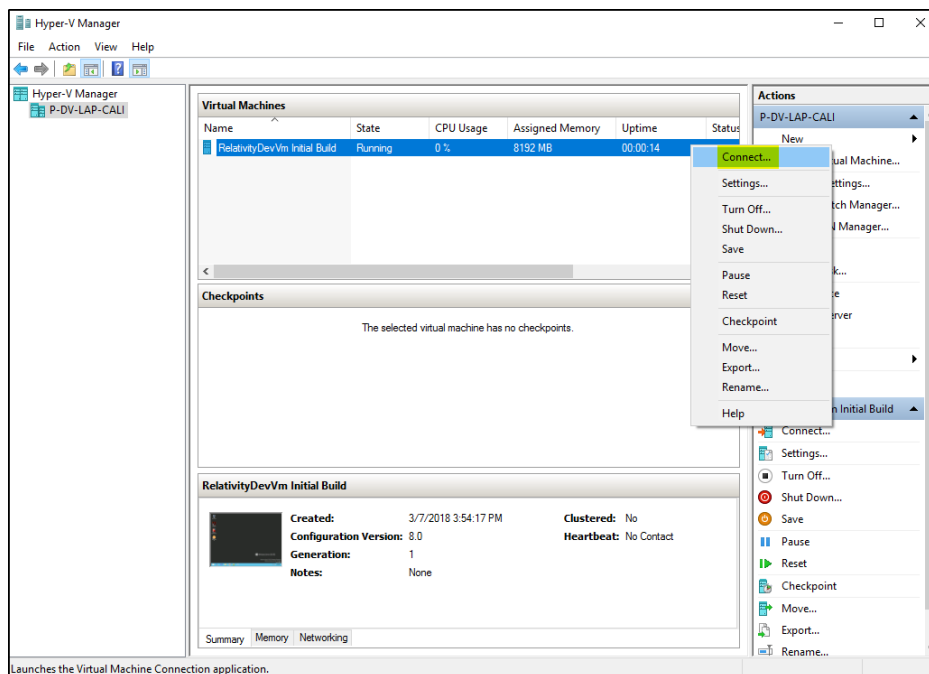 Hyper-V Manager
File Action View Help
Hyper-V Manager
P-DV-LAP-CALI
Virtual Machines
Name State CPU Usage Assigned Memory Uptime Status
RelativityDevVm Initial Build Running 0 % 8192 MB 00:00:14
Connect...
Settings...
Turn Off...
Shut Down...
Save
Pause
Reset
Checkpoint
Move...
Export...
Rename...
Help
Checkpoints
The selected virtual machine has no checkpoints.
RelativityDevVm Initial Build
Created: 3/7/2018 3:54:17 PM Clustered: No
Configuration Version: 8.0 Heartbeat: No Contact
Generation: 1
Notes: None
Summary Memory Networking
Actions
P-DV-LAP-CALI
New
Machine...
Manager...
Manager...
Initial Build
Connect...
Settings...
Turn Off...
Shut Down...
Save
Pause
Reset
Checkpoint
Move...
Export...
Rename...
Launches the Virtual Machine Connection application.